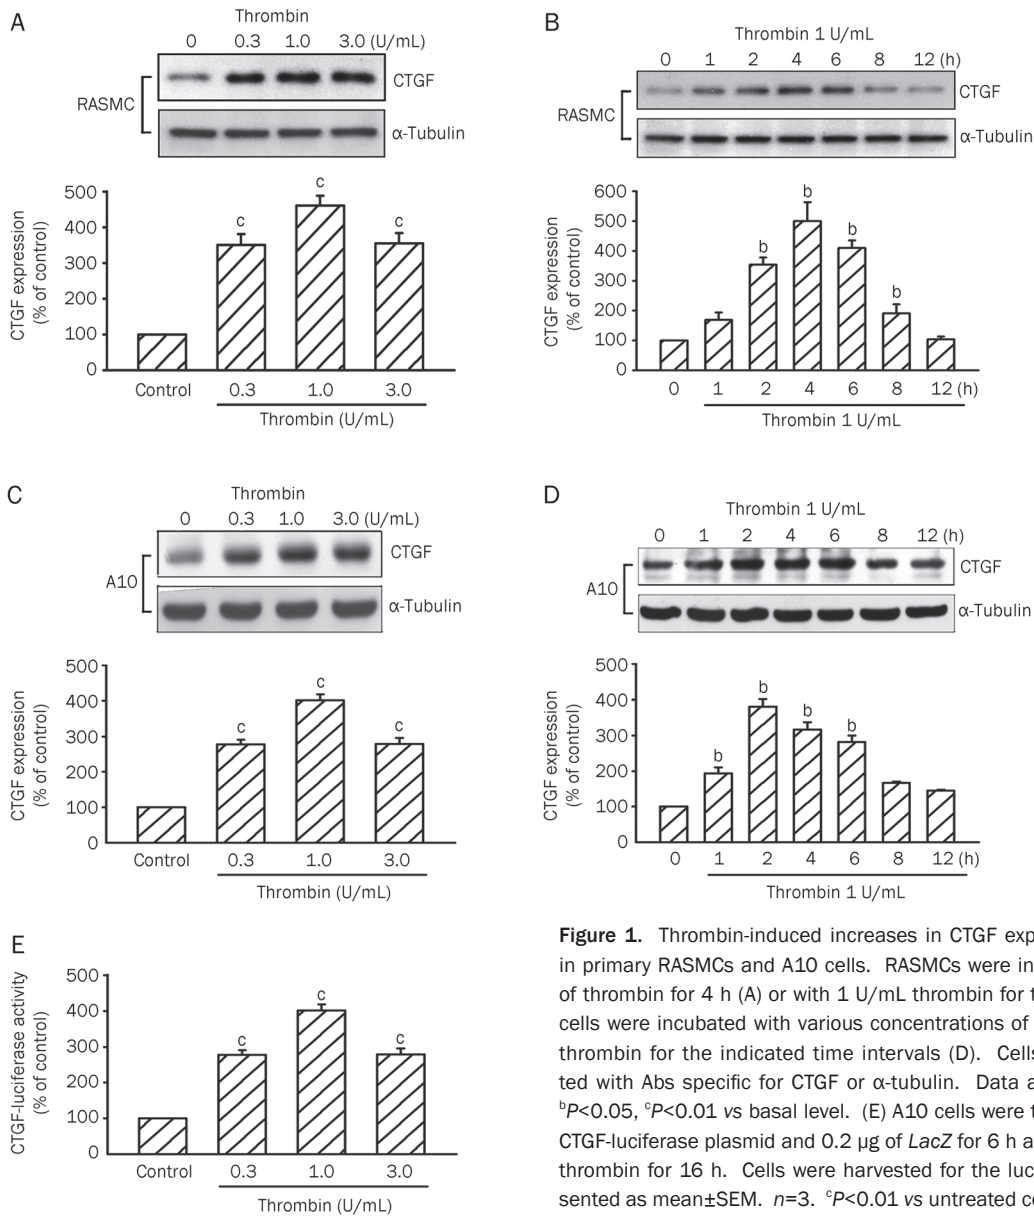 A
Thrombin
0 0.3 1.0 3.0 (U/mL)
RASMC
CTGF
α-Tubulin
CTGF expression
(% of control)
500
400
300
200
100
0
c
c
c
Control 0.3 1.0 3.0
Thrombin (U/mL)
B
Thrombin 1 U/mL
0 1 2 4 6 8 12 (h)
RASMC
CTGF
α-Tubulin
CTGF expression
(% of control)
600
500
400
300
200
100
0
b
b
b
b
0 1 2 4 6 8 12 (h)
Thrombin 1 U/mL
C
Thrombin
0 0.3 1.0 3.0 (U/mL)
A10
CTGF
α-Tubulin
CTGF expression
(% of control)
500
400
300
200
100
0
c
c
c
Control 0.3 1.0 3.0
Thrombin (U/mL)
D
Thrombin 1 U/mL
0 1 2 4 6 8 12 (h)
A10
CTGF
α-Tubulin
CTGF expression
(% of control)
500
400
300
200
100
0
b
b
b
b
0 1 2 4 6 8 12 (h)
Thrombin 1 U/mL
E
CTGF-luciferase activity
(% of control)
500
400
300
200
100
0
c
c
c
Control 0.3 1.0 3.0
Thrombin (U/mL)
Figure 1. Thrombin-induced increases in CTGF exp
in primary RASMCs and A10 cells. RASMCs were in
of thrombin for 4 h (A) or with 1 U/mL thrombin for t
cells were incubated with various concentrations of
thrombin for the indicated time intervals (D). Cells
ted with Abs specific for CTGF or α-tubulin. Data a
ᵇP<0.05, ᶜP<0.01 vs basal level. (E) A10 cells were t
CTGF-luciferase plasmid and 0.2 µg of LacZ for 6 h a
thrombin for 16 h. Cells were harvested for the luc
sented as mean±SEM. n=3. ᶜP<0.01 vs untreated c